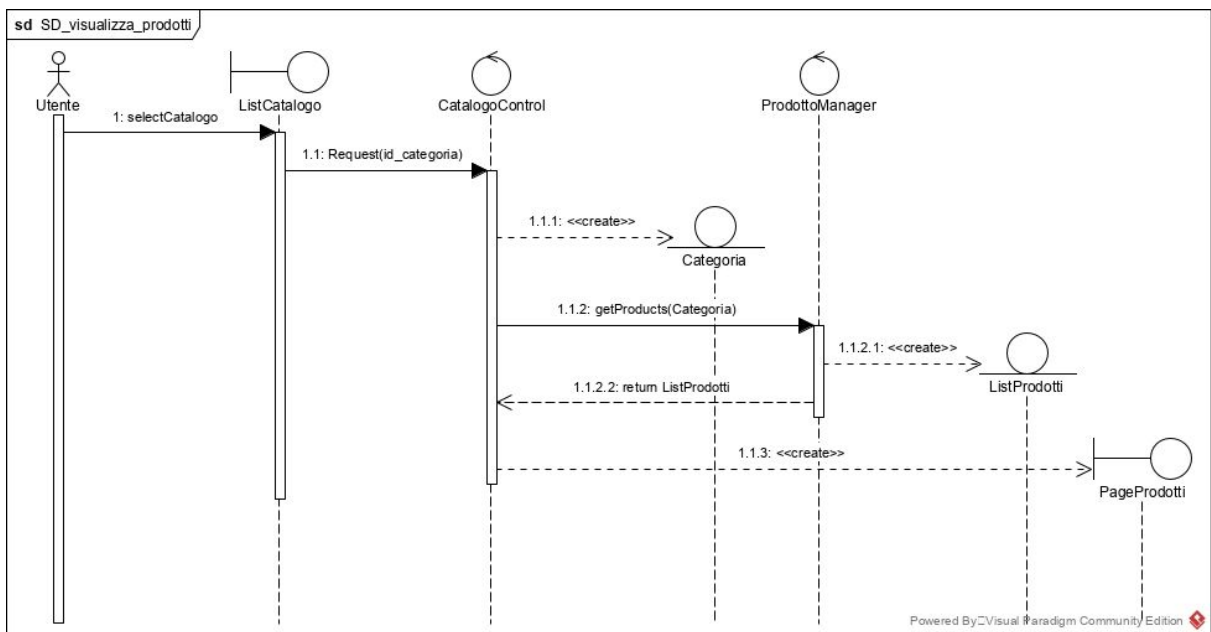 sd SD_visualizza_prodotti
Utente
ListCatalogo
CatalogoControl
ProdottoManager
1: selectCatalogo
1.1: Request(id_categoria)
1.1.1: <<create>>
Categoria
1.1.2: getProducts(Categoria)
1.1.2.1: <<create>>
ListProdotti
1.1.2.2: return ListProdotti
1.1.3: <<create>>
PageProdotti
Powered By Visual Paradigm Community Edition